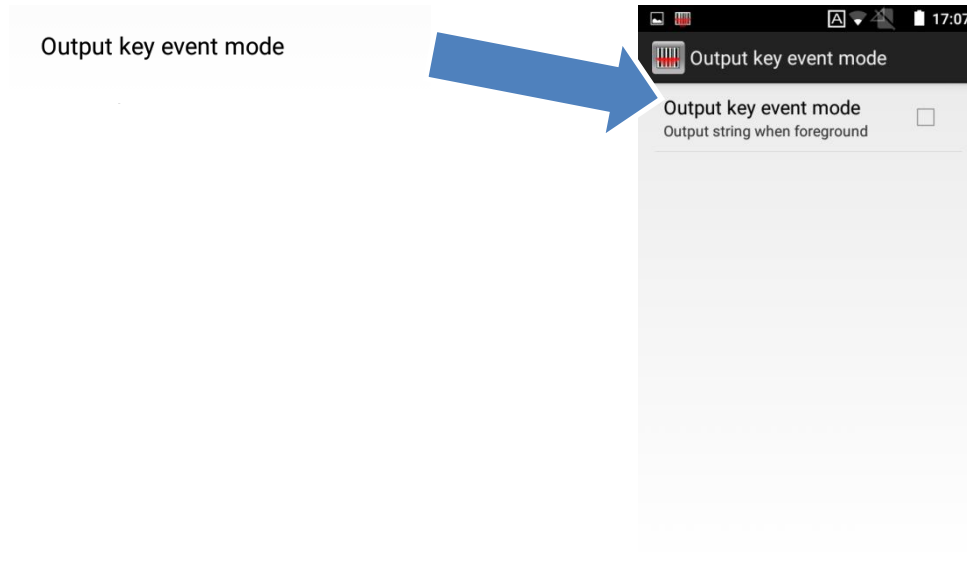 Output key event mode
A 17:07
Output key event mode
Output key event mode
Output string when foreground